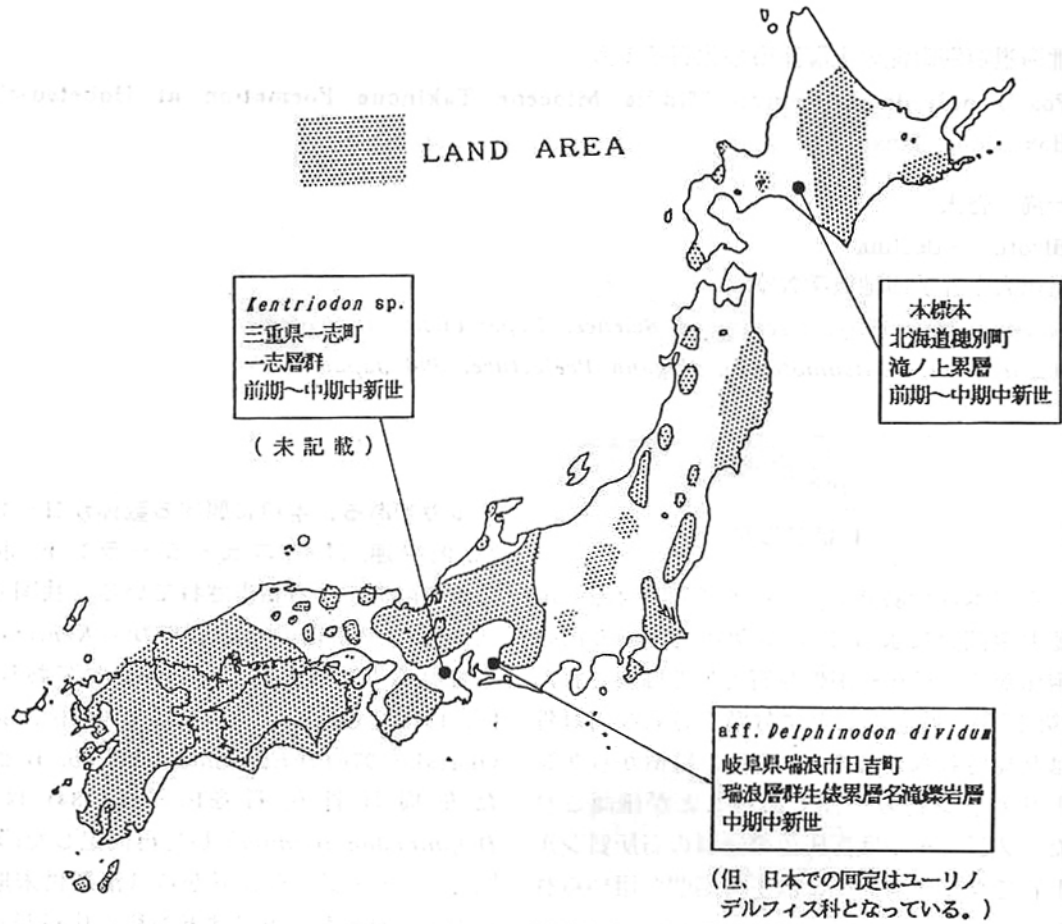 LAND AREA
Kentriodon sp.
三重県一志町
一志層群
前期～中期中新世
(未記載)
本標本
北海道穂別町
滝ノ上累層
前期～中期中新世
aff. Delphinodon dividum
岐阜県瑞浪市日吉町
瑞浪層群生俵累層名滝礫岩層
中期中新世
(但、日本での同定はユーリノ
デルフィス科となっている。)